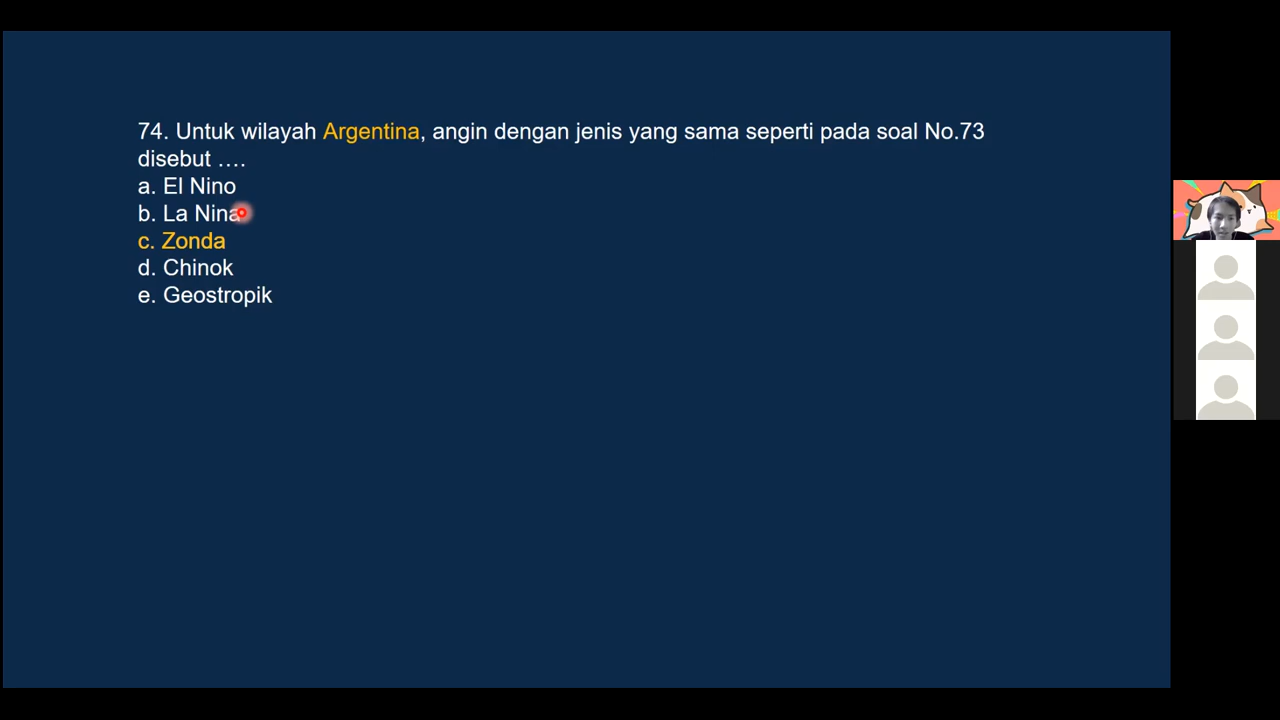 74. Untuk wilayah Argentina, angin dengan jenis yang sama seperti pada soal No.73
disebut ….
a. El Nino
b. La Nina
c. Zonda
d. Chinok
e. Geostropik